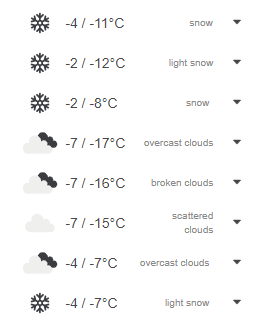 -4 / -11°C snow
-2 / -12°C light snow
-2 / -8°C snow
-7 / -17°C overcast clouds
-7 / -16°C broken clouds
-7 / -15°C scattered
clouds
-4 / -7°C overcast clouds
-4 / -7°C light snow